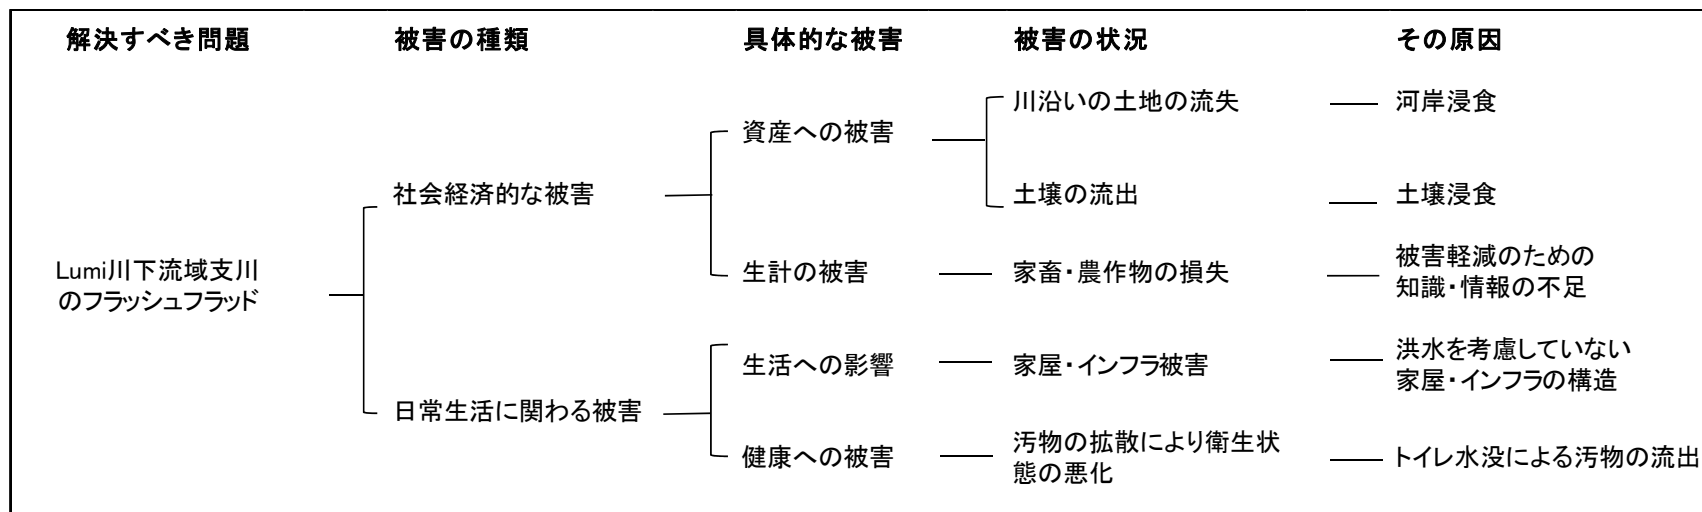 解決すべき問題
被害の種類
具体的な被害
被害の状況
その原因
川沿いの土地の流失
河岸浸食
資産への被害
社会経済的な被害
土壌の流出
土壌浸食
Lumi川下流域支川
のフラッシュフラッド
生計の被害
家畜・農作物の損失
被害軽減のための
知識・情報の不足
生活への影響
家屋・インフラ被害
洪水を考慮していない
家屋・インフラの構造
日常生活に関わる被害
健康への被害
汚物の拡散により衛生状
態の悪化
トイレ水没による汚物の流出